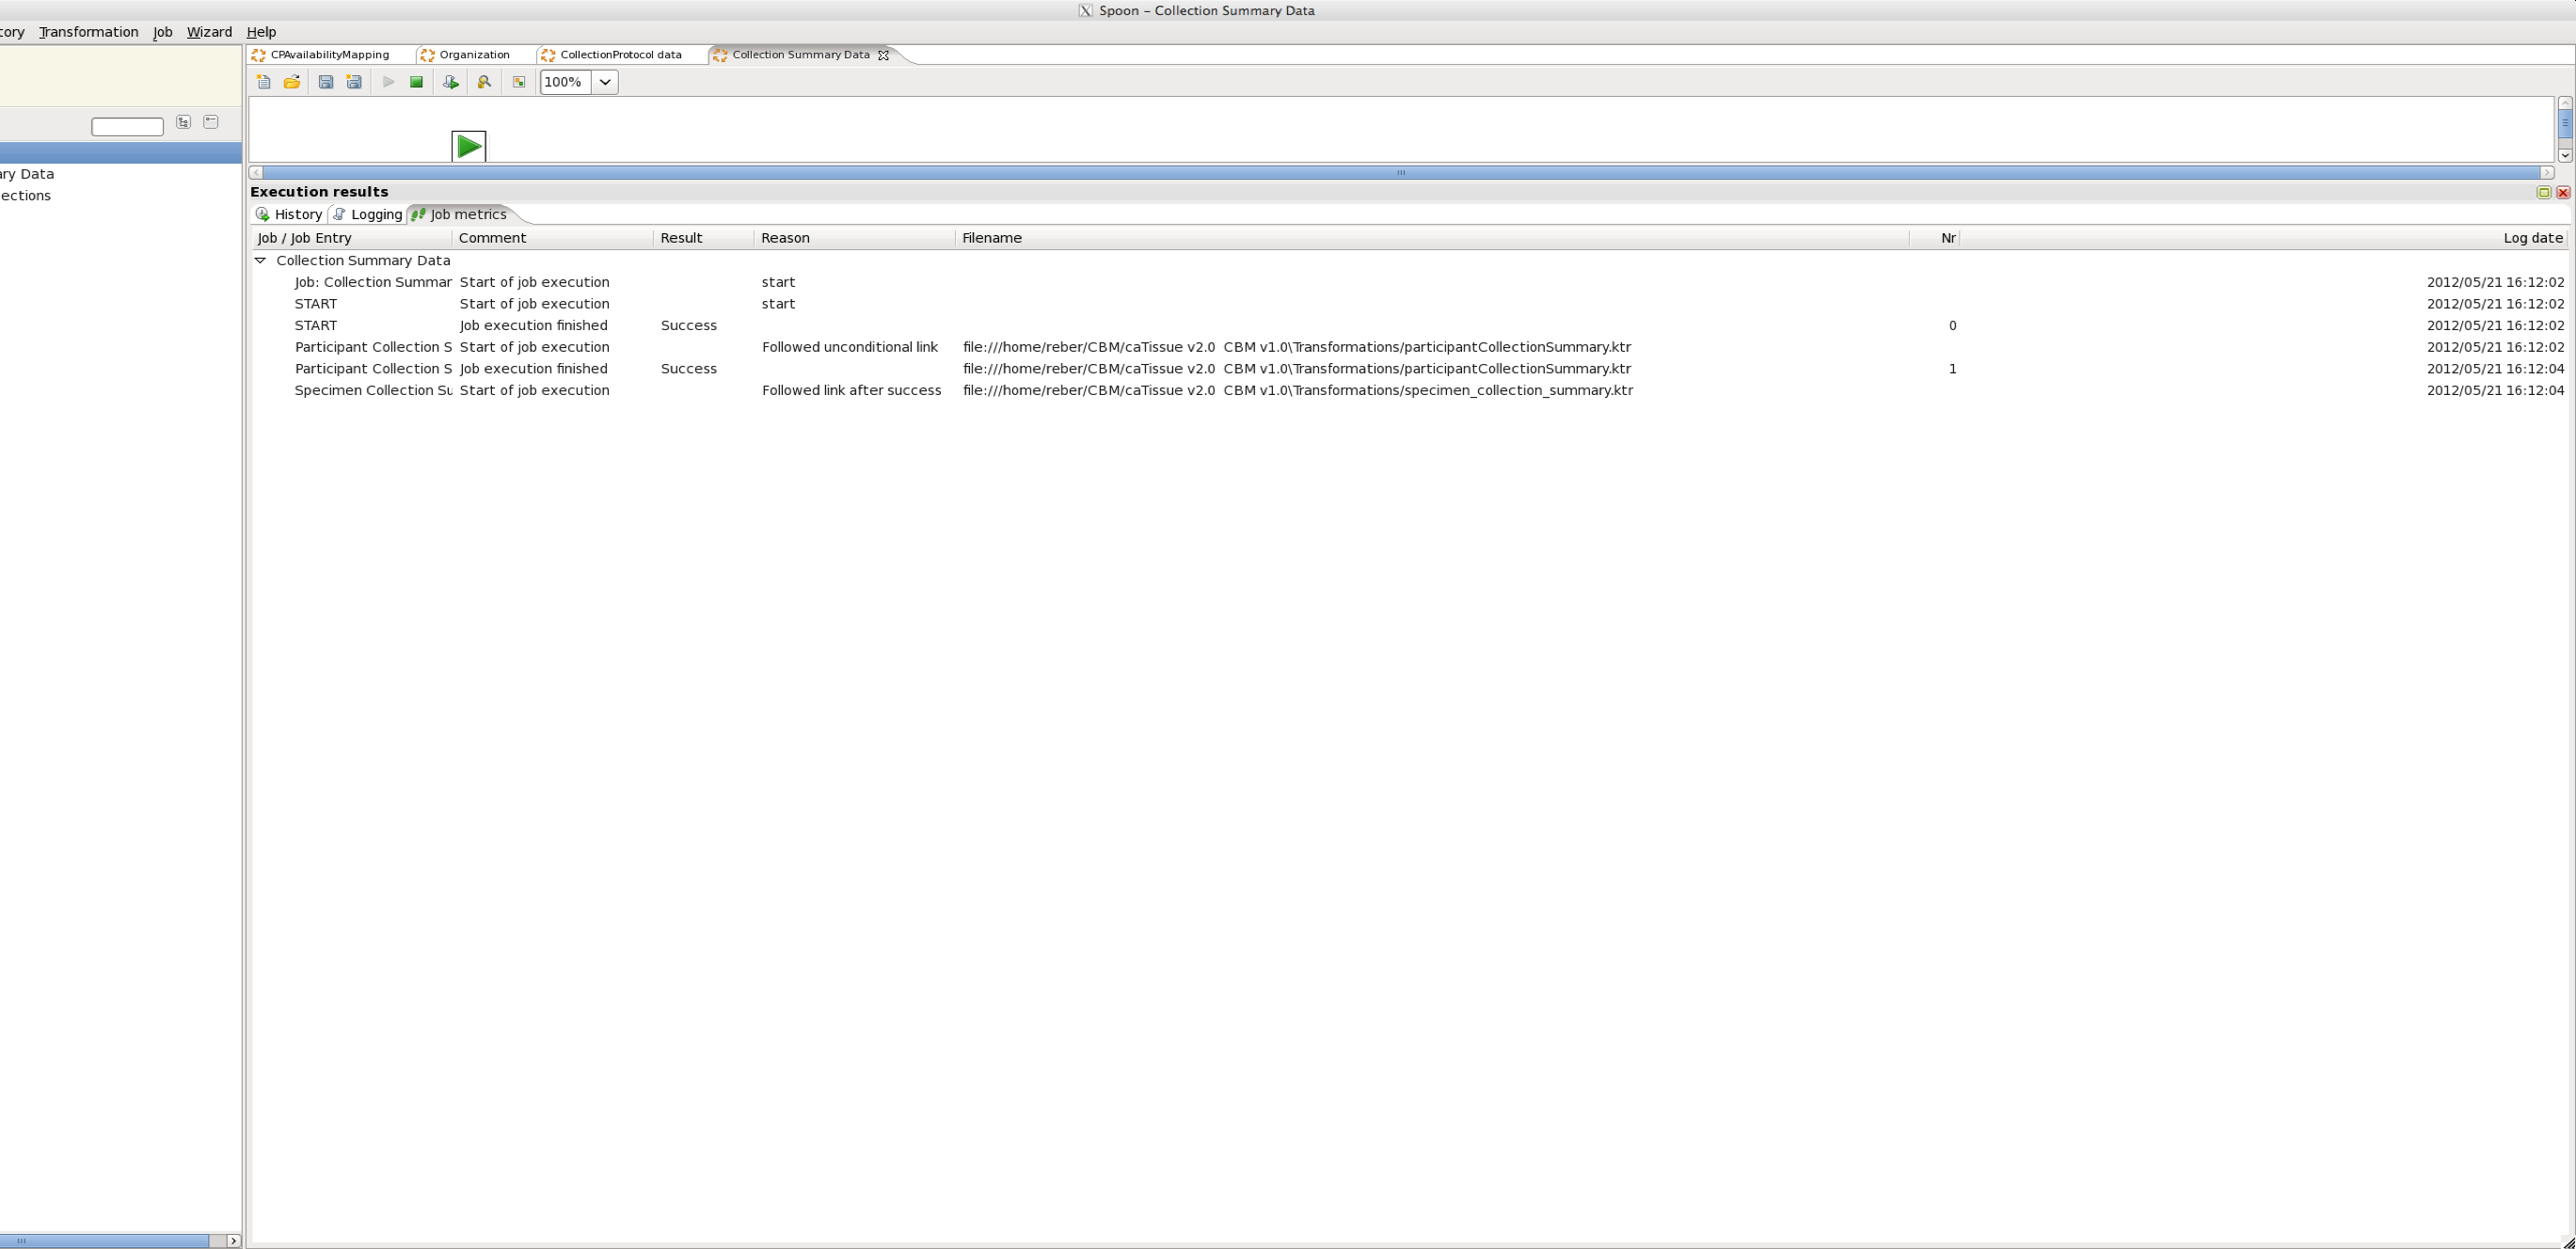 Spoon – Collection Summary Data
tory Transformation Job Wizard Help
CPAvailabilityMapping Organization CollectionProtocol data Collection Summary Data
100%
ary Data
ections
Execution results
History Logging Job metrics
Job / Job Entry Comment Result Reason Filename Nr Log date
Collection Summary Data
Job: Collection Summar Start of job execution start 2012/05/21 16:12:02
START Start of job execution start 2012/05/21 16:12:02
START Job execution finished Success 0 2012/05/21 16:12:02
Participant Collection S Start of job execution Followed unconditional link file:///home/reber/CBM/caTissue v2.0  CBM v1.0\Transformations/participantCollectionSummary.ktr 2012/05/21 16:12:02
Participant Collection S Job execution finished Success file:///home/reber/CBM/caTissue v2.0  CBM v1.0\Transformations/participantCollectionSummary.ktr 1 2012/05/21 16:12:04
Specimen Collection Su Start of job execution Followed link after success file:///home/reber/CBM/caTissue v2.0  CBM v1.0\Transformations/specimen_collection_summary.ktr 2012/05/21 16:12:04